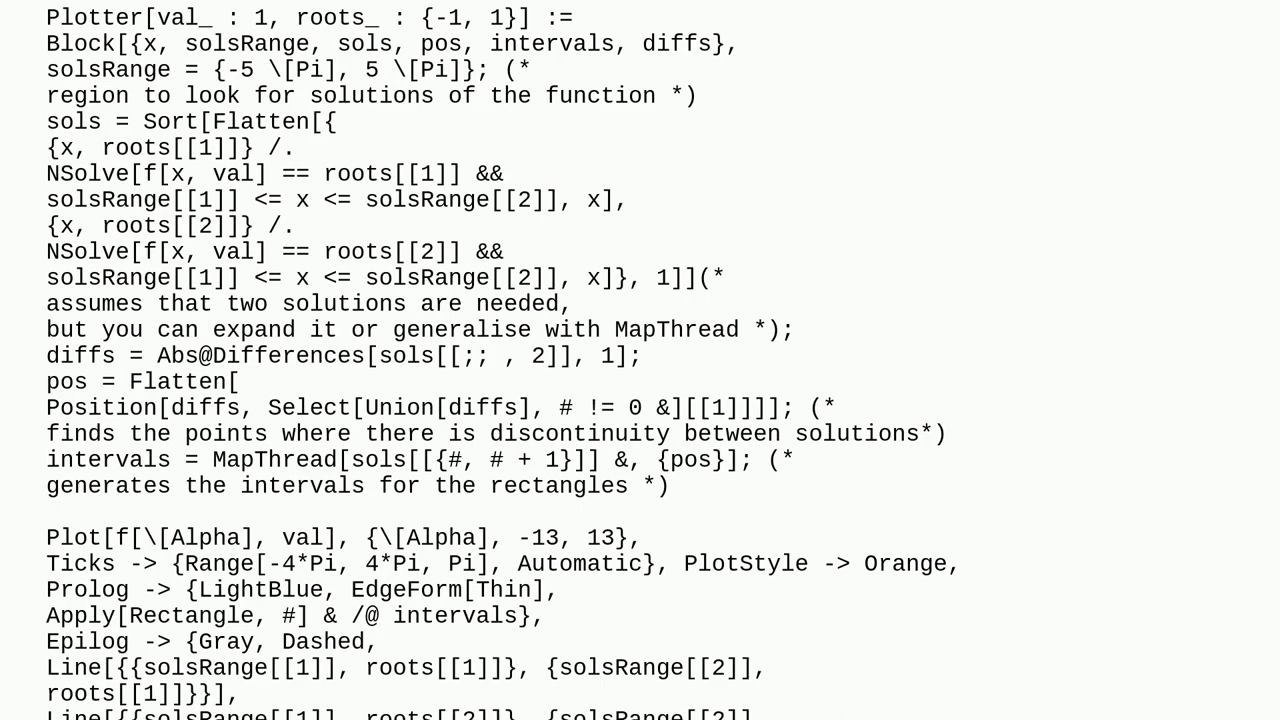 Plotter[val_ : 1, roots_ : {-1, 1}] :=
Block[{x, solsRange, sols, pos, intervals, diffs},
solsRange = {-5 \[Pi], 5 \[Pi]}; (*
region to look for solutions of the function *)
sols = Sort[Flatten[{
{x, roots[[1]]} /.
NSolve[f[x, val] == roots[[1]] &&
solsRange[[1]] <= x <= solsRange[[2]], x],
{x, roots[[2]]} /.
NSolve[f[x, val] == roots[[2]] &&
solsRange[[1]] <= x <= solsRange[[2]], x]}, 1]](*
assumes that two solutions are needed,
but you can expand it or generalise with MapThread *);
diffs = Abs@Differences[sols[[;; , 2]], 1];
pos = Flatten[
Position[diffs, Select[Union[diffs], # != 0 &][[1]]]]; (*
finds the points where there is discontinuity between solutions*)
intervals = MapThread[sols[[{#, # + 1}]] &, {pos}]; (*
generates the intervals for the rectangles *)
Plot[f[\[Alpha], val], {\[Alpha], -13, 13},
Ticks -> {Range[-4*Pi, 4*Pi, Pi], Automatic}, PlotStyle -> Orange,
Prolog -> {LightBlue, EdgeForm[Thin],
Apply[Rectangle, #] & /@ intervals},
Epilog -> {Gray, Dashed,
Line[{{solsRange[[1]], roots[[1]]}, {solsRange[[2]],
roots[[1]]}}],
Line[{{solsRange[[1]], roots[[2]]}, {solsRange[[2]],